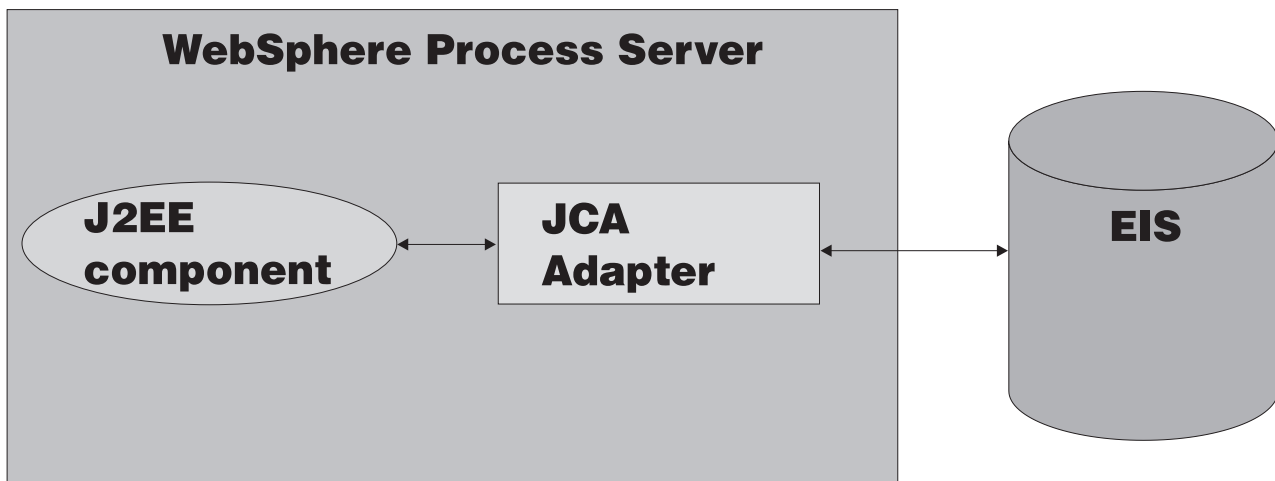 WebSphere Process Server
J2EE
component
JCA
Adapter
EIS